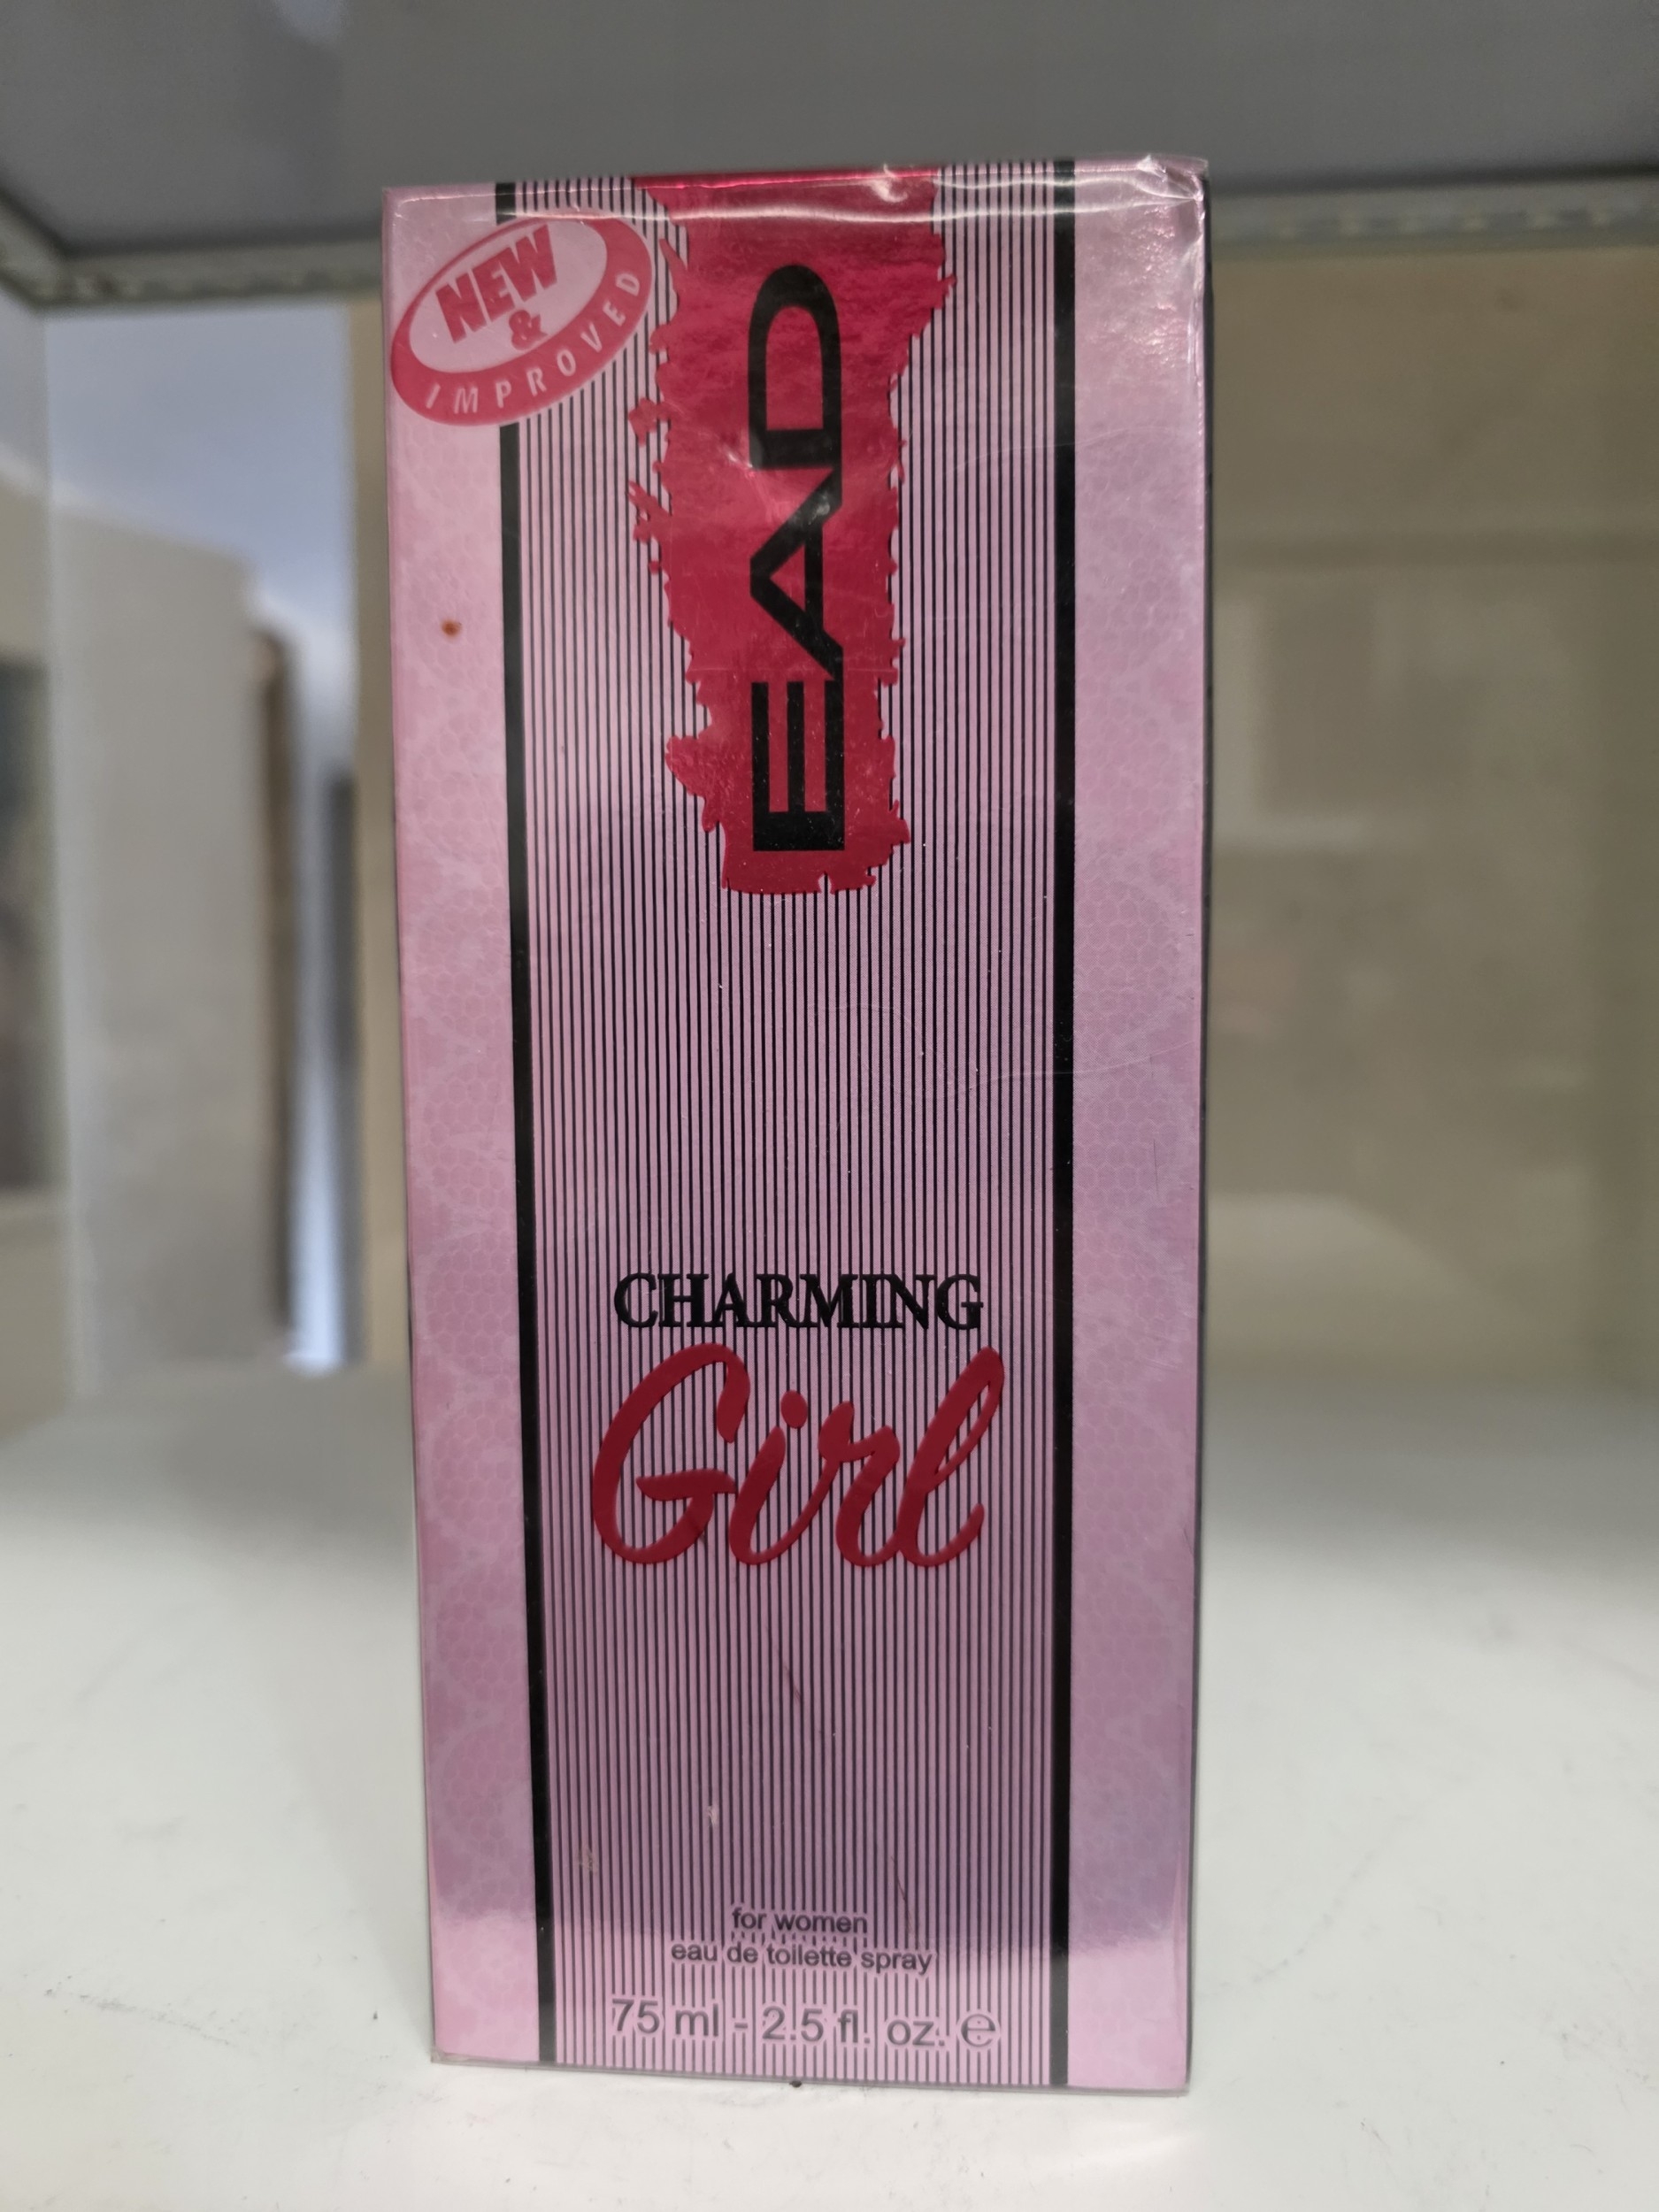 NEW
&
IMPROVED
EAD
CHARMING
Girl
for women
eau de toilette spray
75 ml - 2.5 fl. oz. ℮